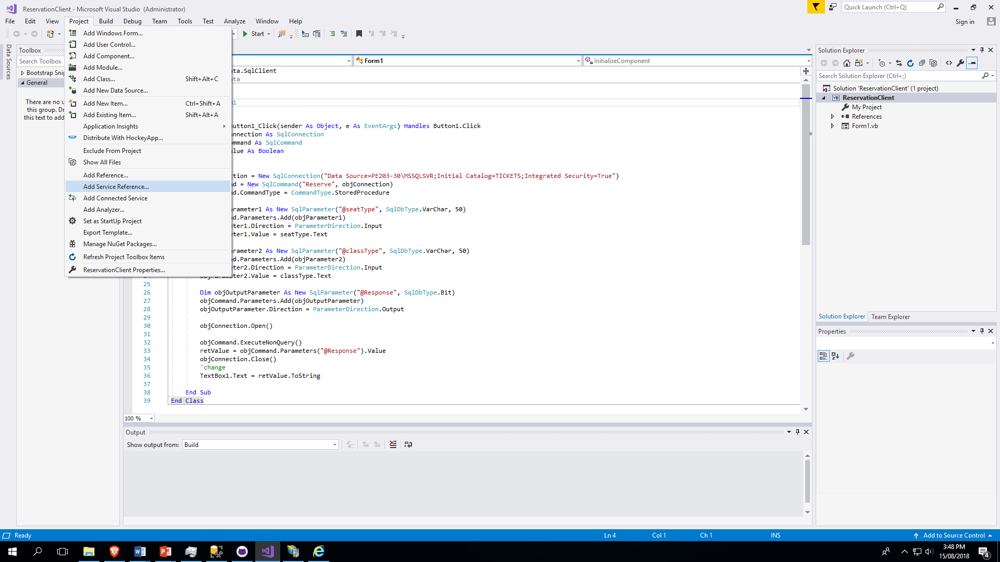 ReservationClient - Microsoft Visual Studio (Administrator)
Quick Launch (Ctrl+Q)
File Edit View Project Build Debug Team Tools Test Analyze Window Help
Sign in
Start
Data Sources
Toolbox
Search Toolbox
Bootstrap Snip
General
There are no u
this group. Dr
this text to add
Add Windows Form...
Add User Control...
Add Component...
Add Module...
Add Class... Shift+Alt+C
Add New Data Source...
Add New Item... Ctrl+Shift+A
Add Existing Item... Shift+Alt+A
Application Insights
Distribute With HockeyApp...
Exclude From Project
Show All Files
Add Reference...
Add Service Reference...
Add Connected Service
Add Analyzer...
Set as StartUp Project
Export Template...
Manage NuGet Packages...
Refresh Project Toolbox Items
ReservationClient Properties...
Form1 InitializeComponent
ta.SqlClient
ta
1
utton1_Click(sender As Object, e As EventArgs) Handles Button1.Click
nnection As SqlConnection
mmand As SqlCommand
lue As Boolean
tion = New SqlConnection("Data Source=PE203-30\MSSQLSVR;Initial Catalog=TICKETS;Integrated Security=True")
d = New SqlCommand("Reserve", objConnection)
d.CommandType = CommandType.StoredProcedure
ameter1 As New SqlParameter("@seatType", SqlDbType.VarChar, 50)
d.Parameters.Add(objParameter1)
ter1.Direction = ParameterDirection.Input
ter1.Value = seatType.Text
ameter2 As New SqlParameter("@classType", SqlDbType.VarChar, 50)
d.Parameters.Add(objParameter2)
ter2.Direction = ParameterDirection.Input
eter2.Value = classType.Text
25
26 Dim objOutputParameter As New SqlParameter("@Response", SqlDbType.Bit)
27 objCommand.Parameters.Add(objOutputParameter)
28 objOutputParameter.Direction = ParameterDirection.Output
29
30 objConnection.Open()
31
32 objCommand.ExecuteNonQuery()
33 retValue = objCommand.Parameters("@Response").Value
34 objConnection.Close()
35 'change
36 TextBox1.Text = retValue.ToString
37
38 End Sub
39 End Class
100 %
Output
Show output from: Build
Solution Explorer
Search Solution Explorer (Ctrl+;)
Solution 'ReservationClient' (1 project)
VB ReservationClient
My Project
References
Form1.vb
Solution Explorer Team Explorer
Properties
Ready Ln 4 Col 1 Ch 1 INS Add to Source Control
3:48 PM
15/08/2018
4